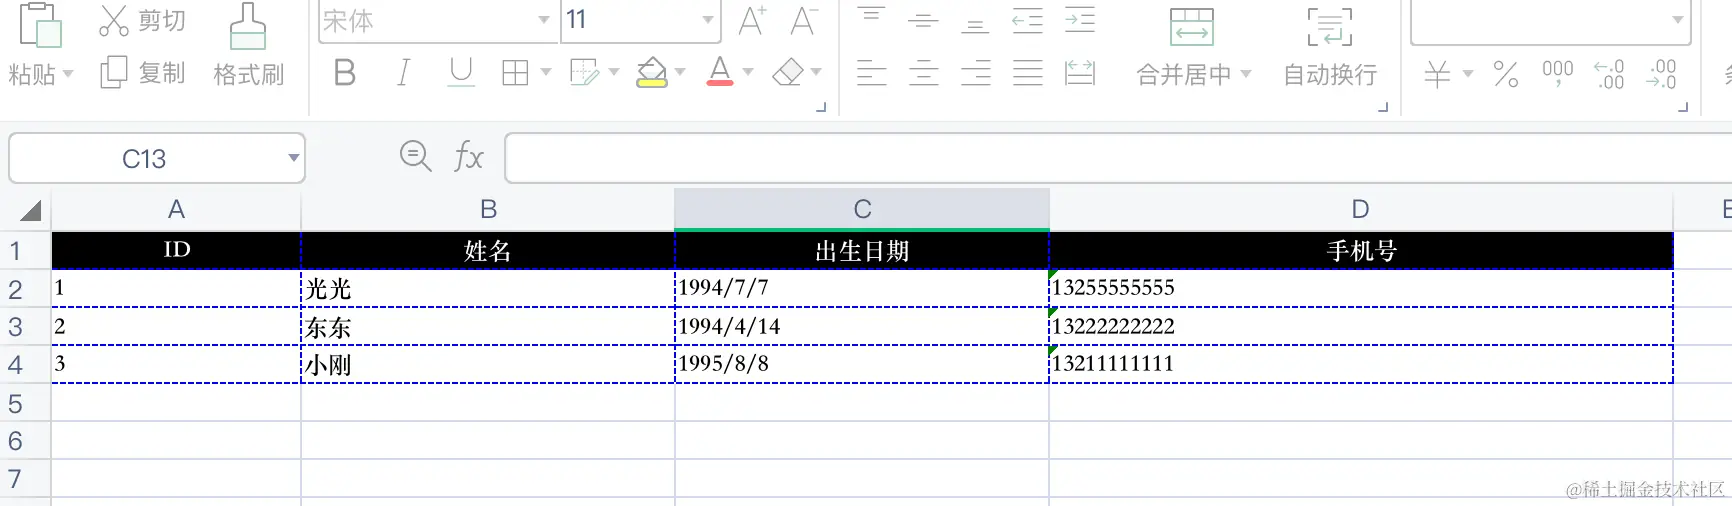 剪切 宋体 11 A+ A-
粘贴 复制 格式刷 B I U A 合并居中 自动换行 ¥ % 000 , ←.0 .00 .00 →.0
C13 fx
A B C D
1 ID 姓名 出生日期 手机号
2 1 光光 1994/7/7 13255555555
3 2 东东 1994/4/14 13222222222
4 3 小刚 1995/8/8 13211111111
5
6
7
@稀土掘金技术社区